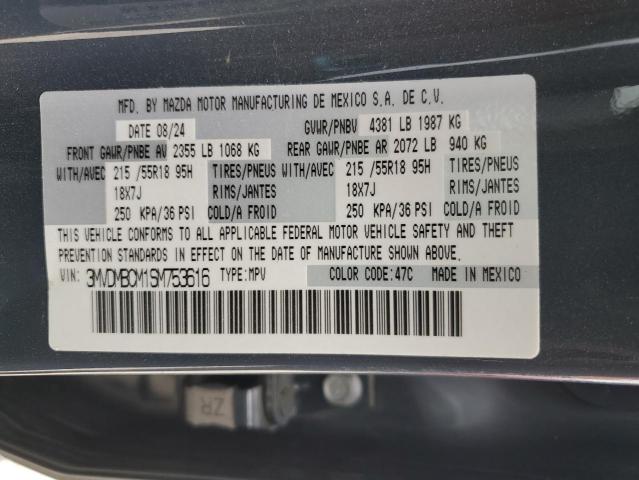 MFD. BY MAZDA MOTOR MANUFACTURING DE MEXICO S.A. DE C.V.
DATE 08/24 GVWR/PNBV 4381 LB 1987 KG
FRONT GAWR/PNBE AV 2355 LB 1068 KG REAR GAWR/PNBE AR 2072 LB 940 KG
WITH/AVEC 215 /55R18 95H TIRES/PNEUS WITH/AVEC 215 /55R18 95H TIRES/PNEUS
18X7J RIMS/JANTES 18X7J RIMS/JANTES
250 KPA/36 PSI COLD/A FROID 250 KPA/36 PSI COLD/A FROID
THIS VEHICLE CONFORMS TO ALL APPLICABLE FEDERAL MOTOR VEHICLE SAFETY AND THEFT
PREVENTION STANDARDS IN EFFECT ON THE DATE OF MANUFACTURE SHOWN ABOVE.
VIN: 3MVDMBCM1SM753616 TYPE:MPV COLOR CODE:47C MADE IN MEXICO
ZR